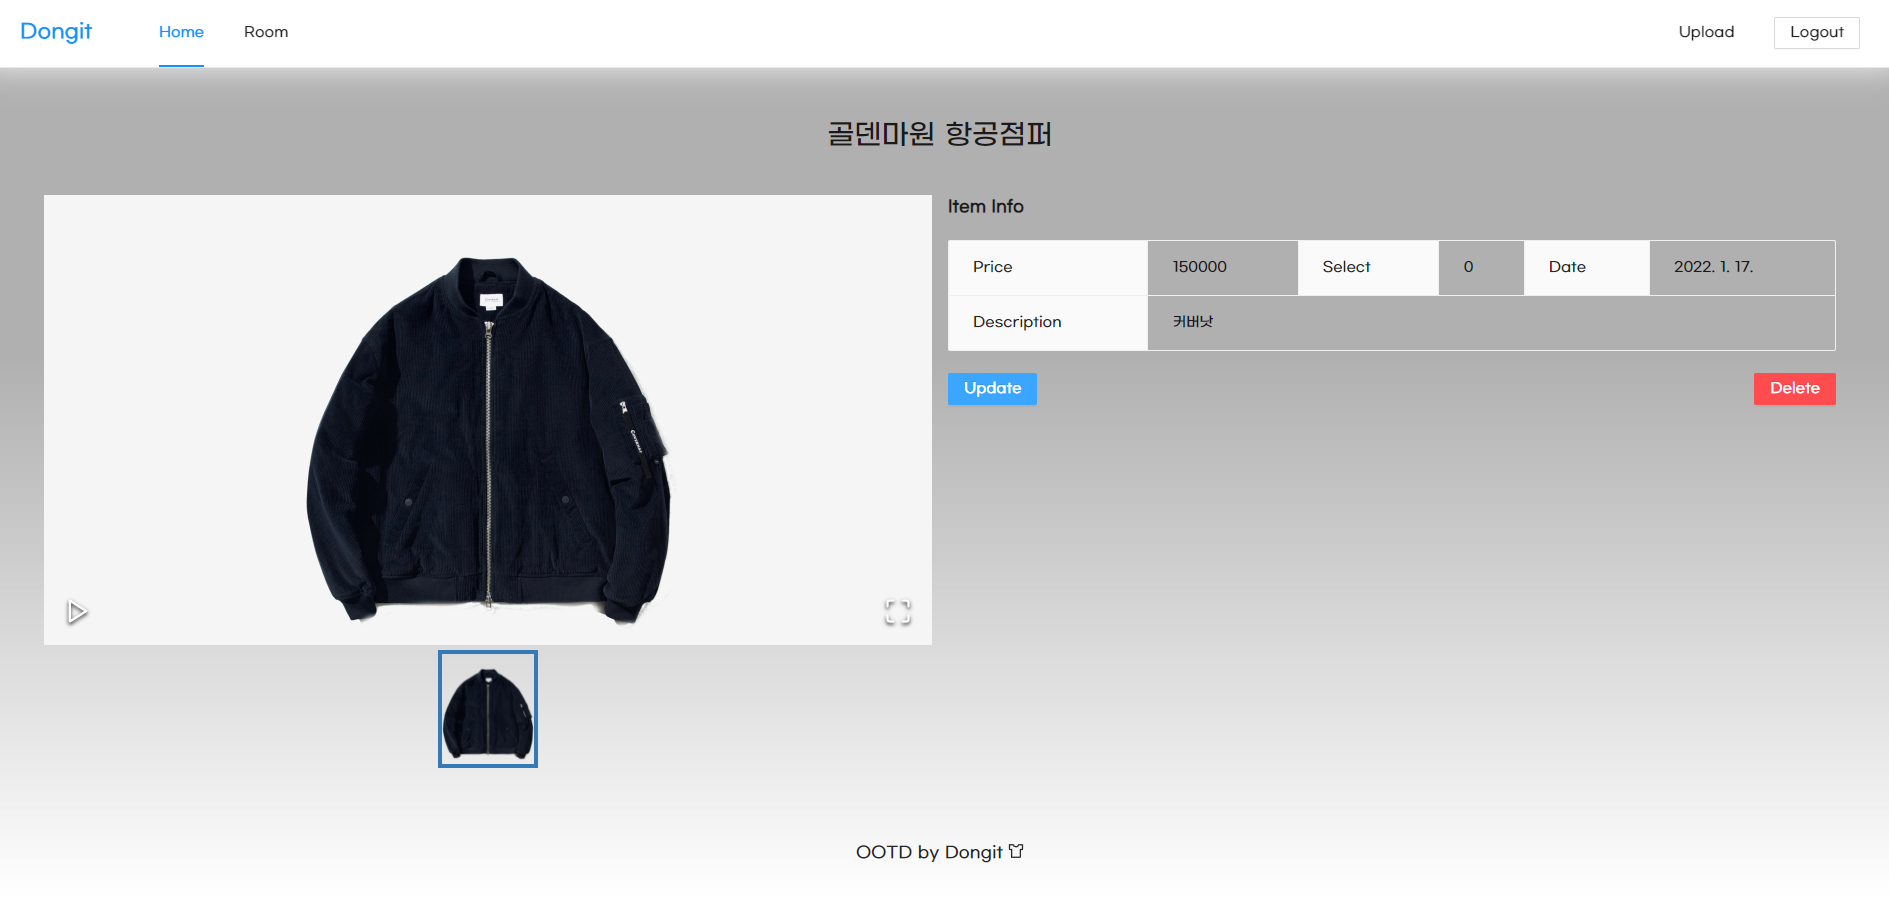 Dongit Home Room Upload Logout
골덴마원 항공점퍼
Item Info
Price 150000 Select 0 Date 2022. 1. 17.
Description 커버낫
Update Delete
OOTD by Dongit